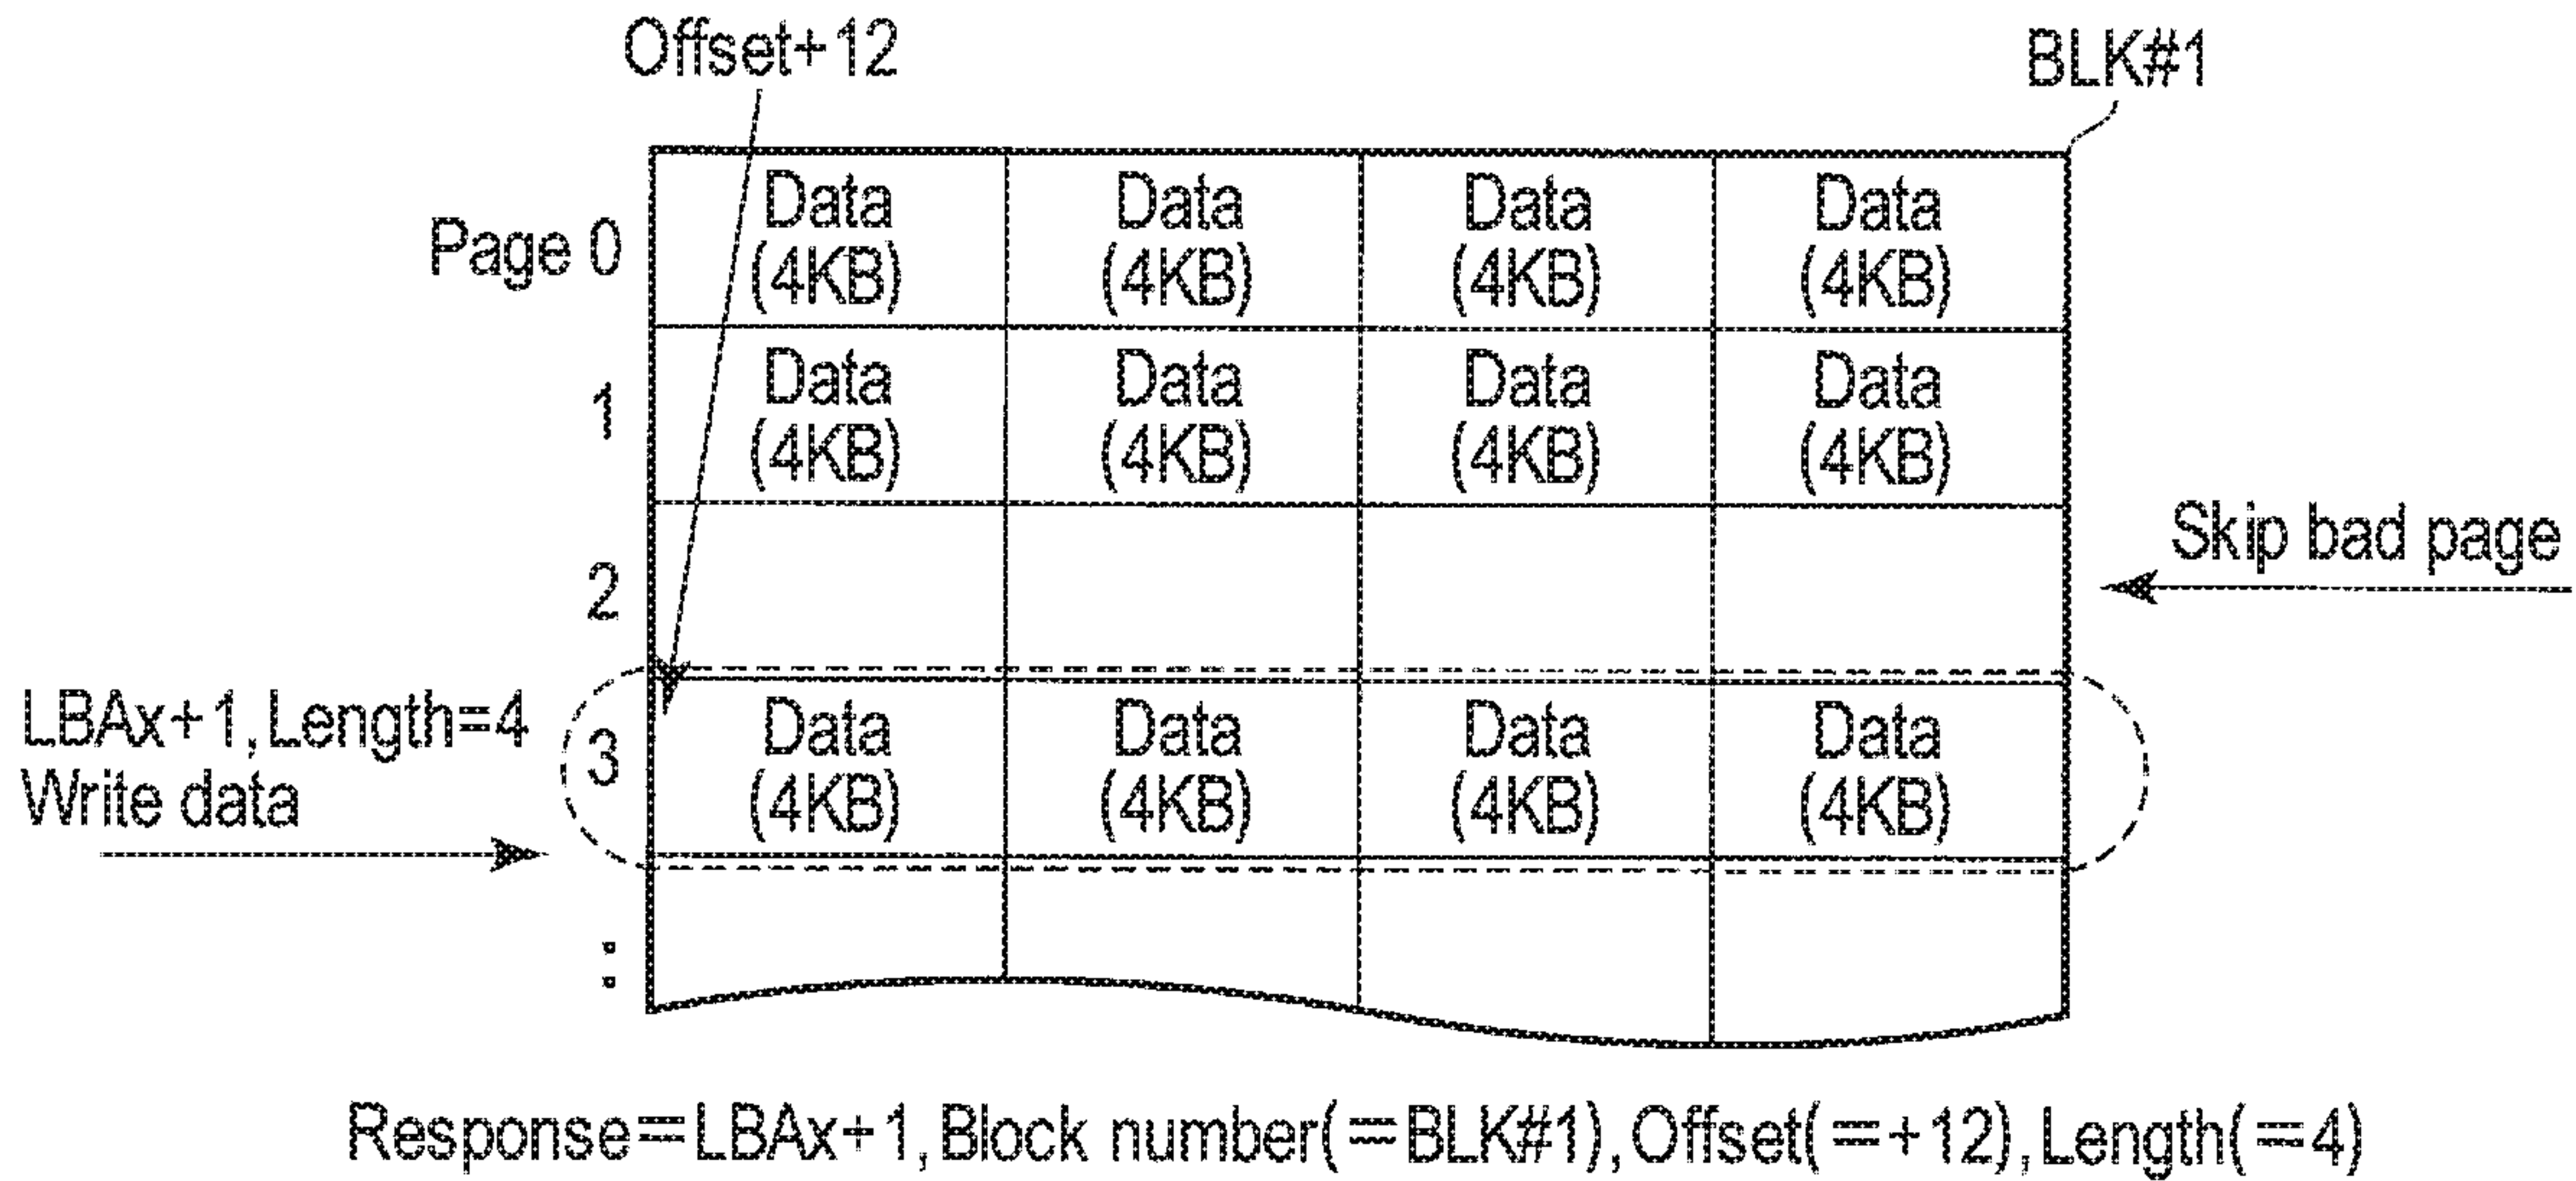 Offset+12
BLK#1
Page 0
Data
(4KB)
Data
(4KB)
Data
(4KB)
Data
(4KB)
1
Data
(4KB)
Data
(4KB)
Data
(4KB)
Data
(4KB)
2
Skip bad page
LBAx+1,Length=4
Write data
3
Data
(4KB)
Data
(4KB)
Data
(4KB)
Data
(4KB)
:
Response=LBAx+1,Block number(=BLK#1),Offset(=+12),Length(=4)